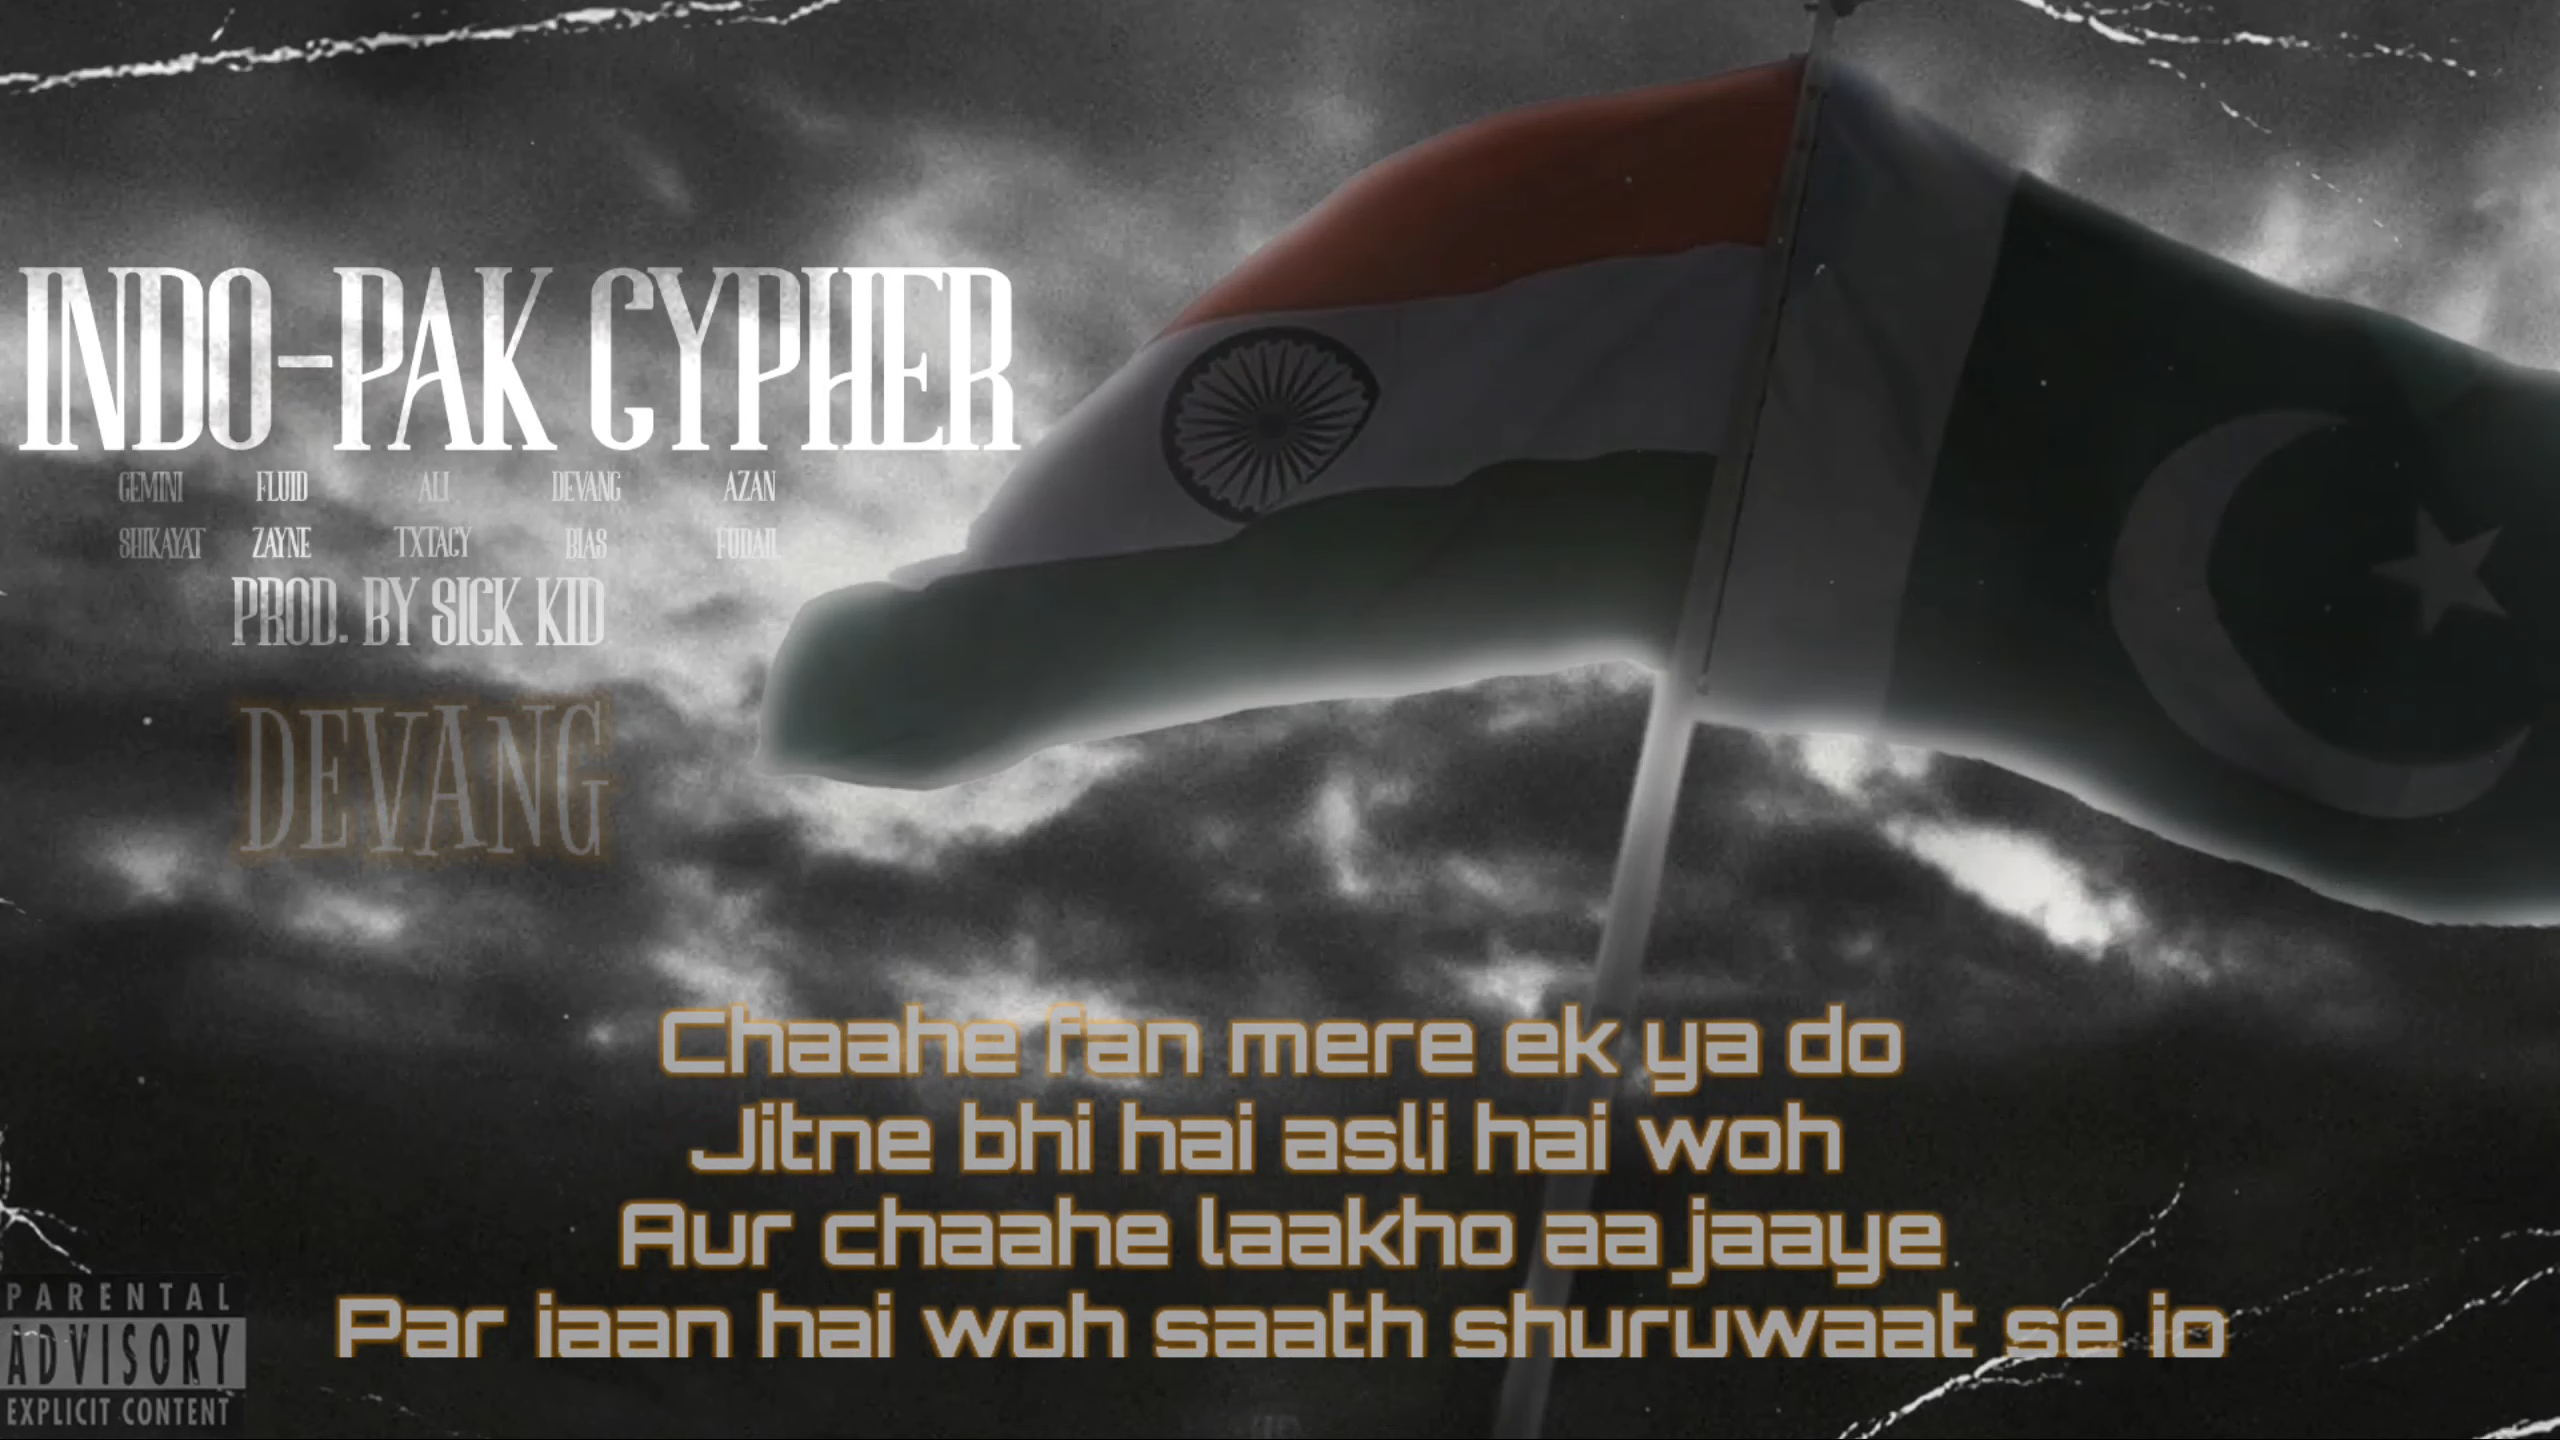 INDO-PAK CYPHER
GEMINI FLUID ALI DEVANG AZAN
SHIKAYAT ZAYNE TXTACY BIAS FUDAIL
PROD. BY SICK KID
DEVANG
Chaahe fan mere ek ya do
Jitne bhi hai asli hai woh
Aur chaahe laakho aa jaaye
Par jaan hai woh saath shuruwaat se jo
PARENTAL
ADVISORY
EXPLICIT CONTENT